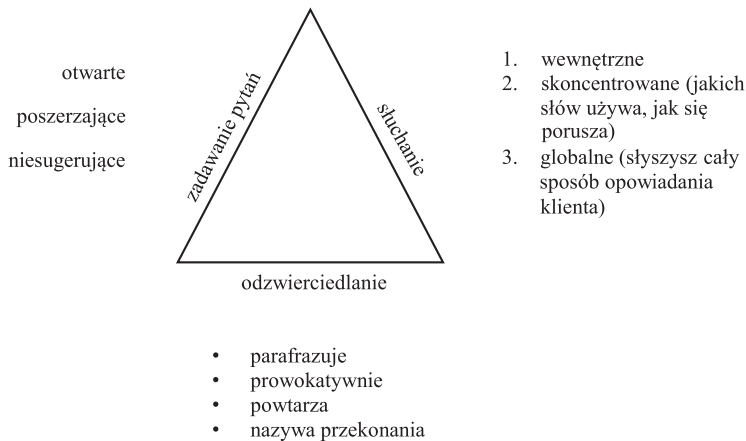 otwarte
poszerzające
niesugerujące
zadawanie pytań
słuchanie
1. wewnętrzne
2. skoncentrowane (jakich
słów używa, jak się
porusza)
3. globalne (słyszysz cały
sposób opowiadania
klienta)
odzwierciedlanie
• parafrazuje
• prowokatywnie
• powtarza
• nazywa przekonania